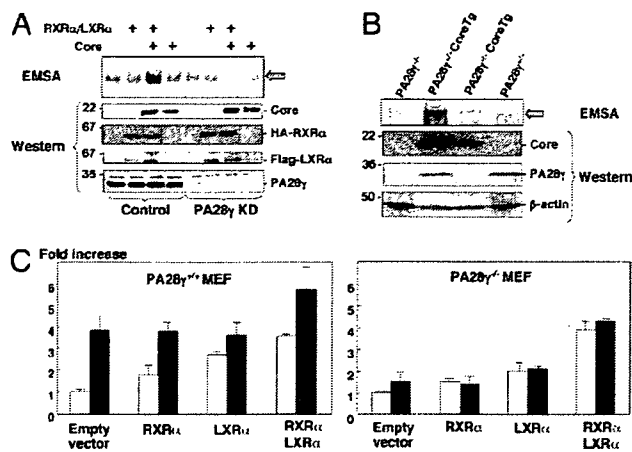 A
RXRα/LXRα + + + +
Core + + + +
EMSA
Western
22
Core
67
HA-RXRα
67
Flag-LXRα
36
PA28γ
Control PA28γ KD
B
PA28γ-/- PA28γ+/+CoreTg PA28γ-/-CoreTg PA28γ+/+
EMSA
22
Core
36
PA28γ
50
β-actin
Western
C
Fold increase
PA28γ+/+ MEF
6
5
4
3
2
1
0
Empty vector
RXRα
LXRα
RXRα LXRα
PA28γ-/- MEF
6
5
4
3
2
1
0
Empty vector
RXRα
LXRα
RXRα LXRα